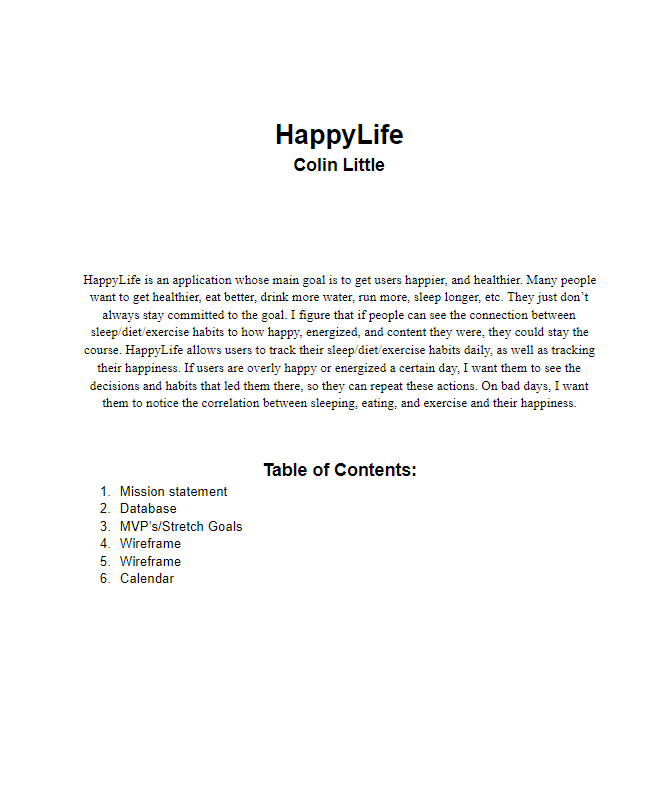 HappyLife
Colin Little
HappyLife is an application whose main goal is to get users happier, and healthier. Many people
want to get healthier, eat better, drink more water, run more, sleep longer, etc. They just don’t
always stay committed to the goal. I figure that if people can see the connection between
sleep/diet/exercise habits to how happy, energized, and content they were, they could stay the
course. HappyLife allows users to track their sleep/diet/exercise habits daily, as well as tracking
their happiness. If users are overly happy or energized a certain day, I want them to see the
decisions and habits that led them there, so they can repeat these actions. On bad days, I want
them to notice the correlation between sleeping, eating, and exercise and their happiness.
Table of Contents:
1. Mission statement
2. Database
3. MVP’s/Stretch Goals
4. Wireframe
5. Wireframe
6. Calendar